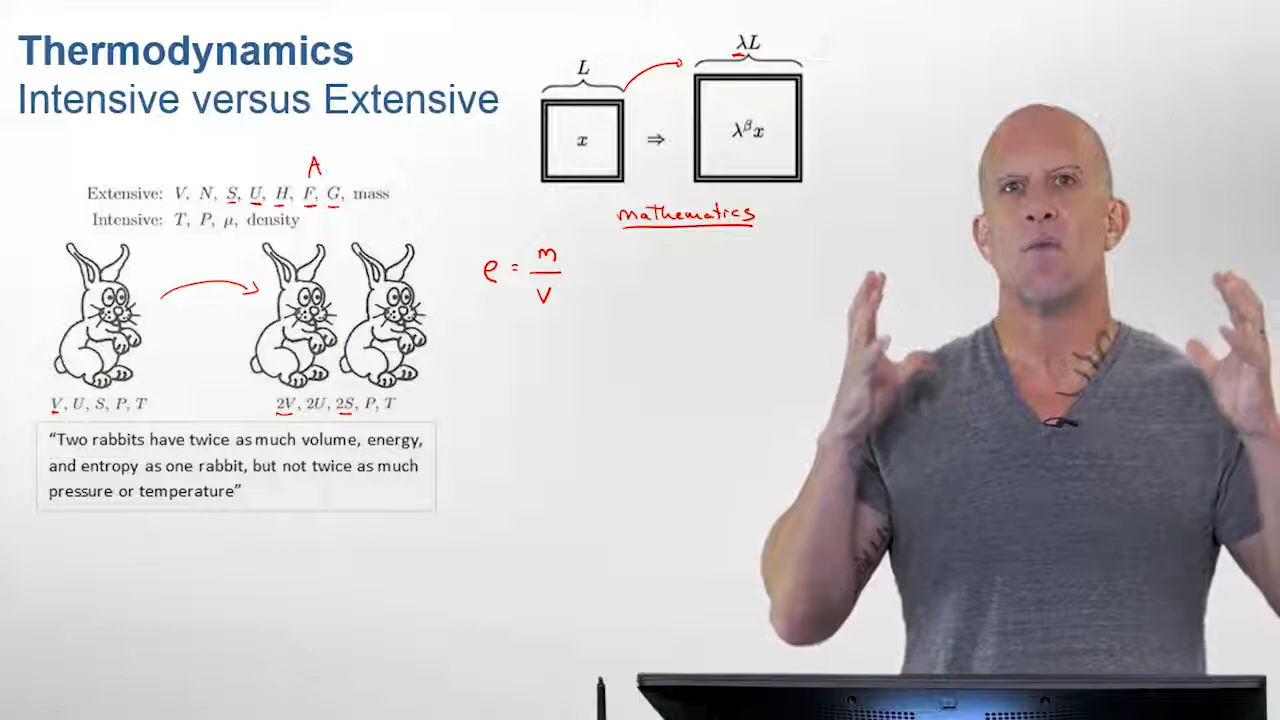 Thermodynamics
Intensive versus Extensive
A
Extensive: V, N, S, U, H, F, G, mass
Intensive: T, P, μ, density
V, U, S, P, T
2V, 2U, 2S, P, T
"Two rabbits have twice as much volume, energy,
and entropy as one rabbit, but not twice as much
pressure or temperature"
L
λL
x
⇒
λ^β x
mathematics
ρ = m/V